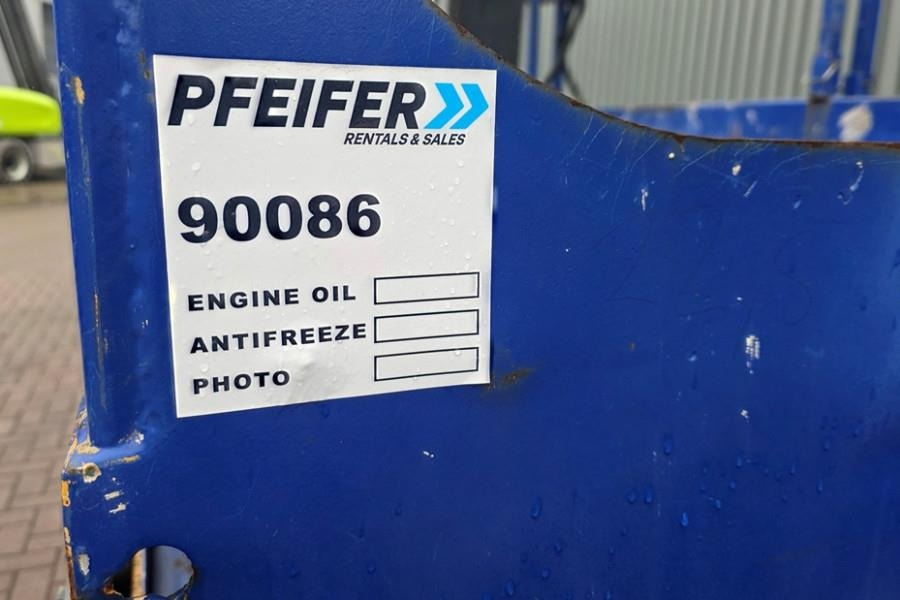 PFEIFER
RENTALS & SALES
90086
ENGINE OIL
ANTIFREEZE
PHOTO